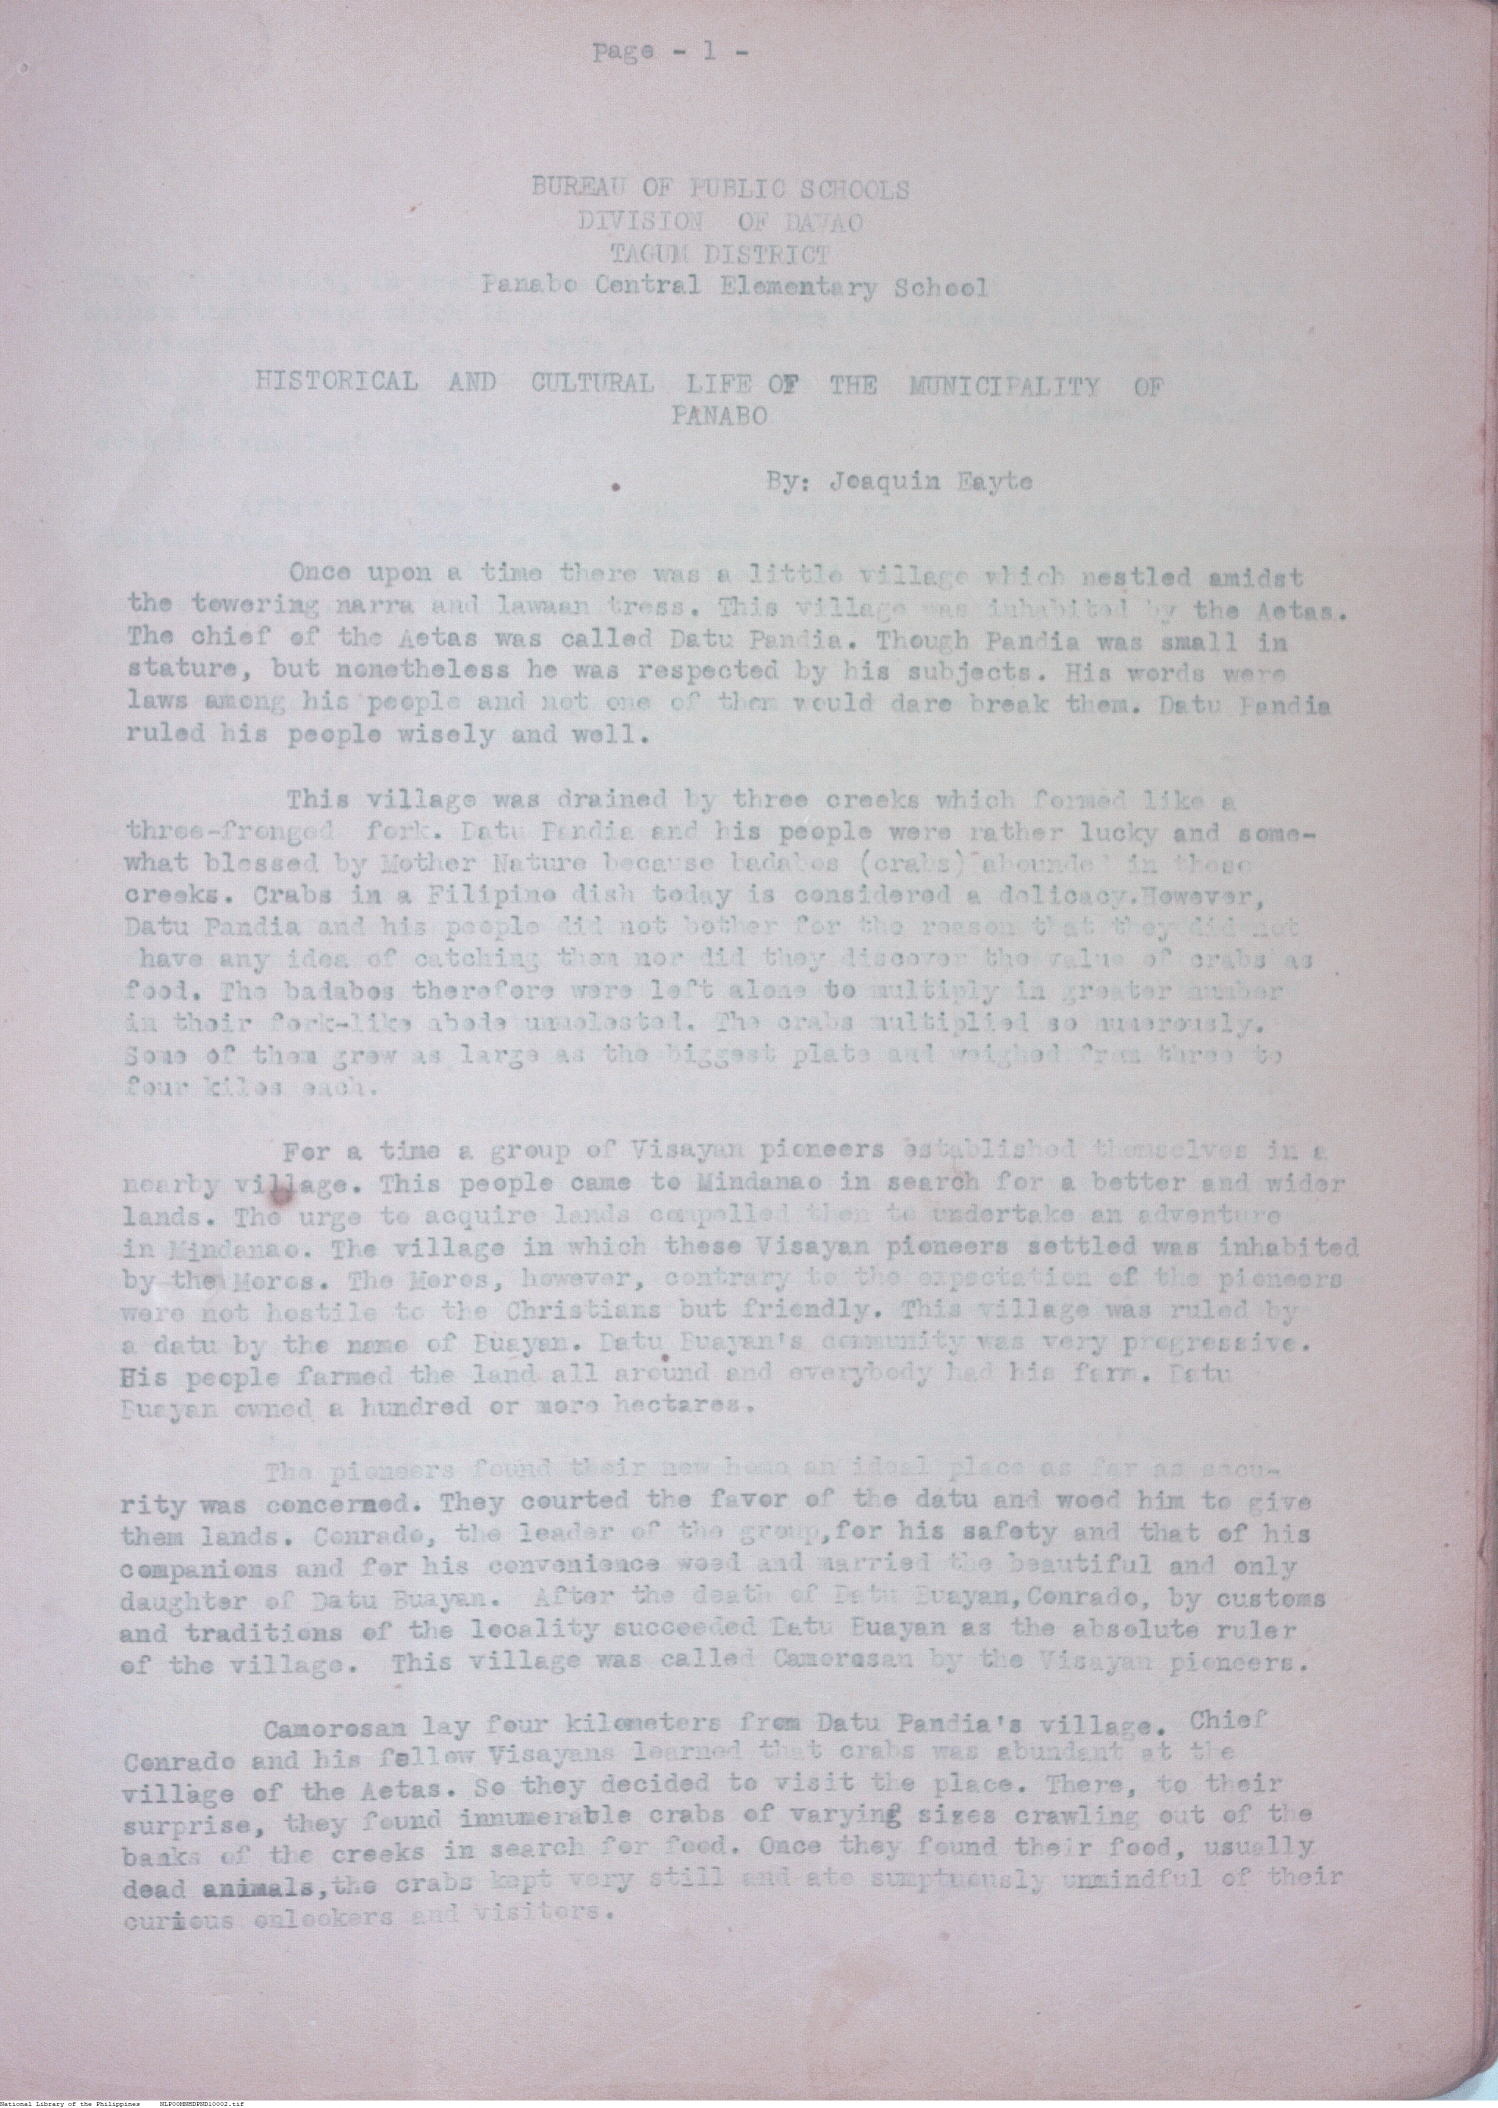 Page - 1 -
BUREAU OF PUBLIC SCHOOLS
DIVISION OF DAVAO
TAGUM DISTRICT
Panabo Central Elementary School
HISTORICAL AND CULTURAL LIFE OF THE MUNICIPALITY OF
PANABO
By: Joaquin Eayte
Once upon a time there was a little village which nestled amidst
the towering narra and lawaan tress. This village was inhabited by the Aetas.
The chief of the Aetas was called Datu Pandia. Though Pandia was small in
stature, but nonetheless he was respected by his subjects. His words were
laws among his people and not one of them would dare break them. Datu Pandia
ruled his people wisely and well.
This village was drained by three creeks which formed like a
three-fronged fork. Datu Pandia and his people were rather lucky and some-
what blessed by Mother Nature because badabos (crabs) abounded in these
creeks. Crabs in a Filipino dish today is considered a delicacy.However,
Datu Pandia and his people did not bother for the reason that they did not
have any idea of catching them nor did they discover the value of crabs as
food. The badabos therefore were left alone to multiply in greater number
in their fork-like abode unmolested. The crabs multiplied so numerously.
Some of them grew as large as the biggest plate and weighed from three to
four kilos each.
For a time a group of Visayan pioneers established themselves in a
nearby village. This people came to Mindanao in search for a better and wider
lands. The urge to acquire lands compelled them to undertake an adventure
in Mindanao. The village in which these Visayan pioneers settled was inhabited
by the Moros. The Moros, however, contrary to the expectation of the pioneers
were not hostile to the Christians but friendly. This village was ruled by
a datu by the name of Buayan. Datu Buayan's community was very progressive.
His people farmed the land all around and everybody had his farm. Datu
Buayan owned a hundred or more hectares.
The pioneers found their new home an ideal place as far as secu-
rity was concerned. They courted the favor of the datu and wooed him to give
them lands. Conrado, the leader of the group,for his safety and that of his
companions and for his convenience wooed and married the beautiful and only
daughter of Datu Buayan. After the death of Datu Buayan,Conrado, by customs
and traditions of the locality succeeded Datu Buayan as the absolute ruler
of the village. This village was called Camorosan by the Visayan pioneers.
Camorosan lay four kilometers from Datu Pandia's village. Chief
Conrado and his fellow Visayans learned that crabs was abundant at the
village of the Aetas. So they decided to visit the place. There, to their
surprise, they found innumerable crabs of varying sizes crawling out of the
banks of the creeks in search for food. Once they found their food, usually
dead animals,the crabs kept very still and ate sumptuously unmindful of their
curious onlookers and visitors.
National Library of the Philippines NLPOOMNHDPND10002.tif